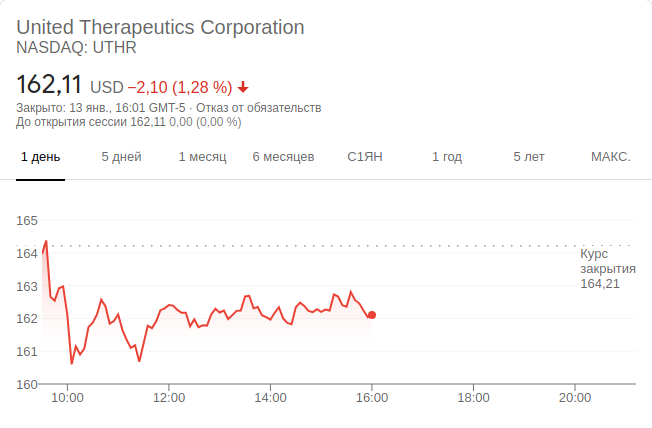 United Therapeutics Corporation
NASDAQ: UTHR
162,11 USD −2,10 (1,28 %)
Закрыто: 13 янв., 16:01 GMT-5 · Отказ от обязательств
До открытия сессии 162,11 0,00 (0,00 %)
1 день 5 дней 1 месяц 6 месяцев С1ЯН 1 год 5 лет МАКС.
165
164
163
162
161
160
Курс
закрытия
164,21
10:00 12:00 14:00 16:00 18:00 20:00